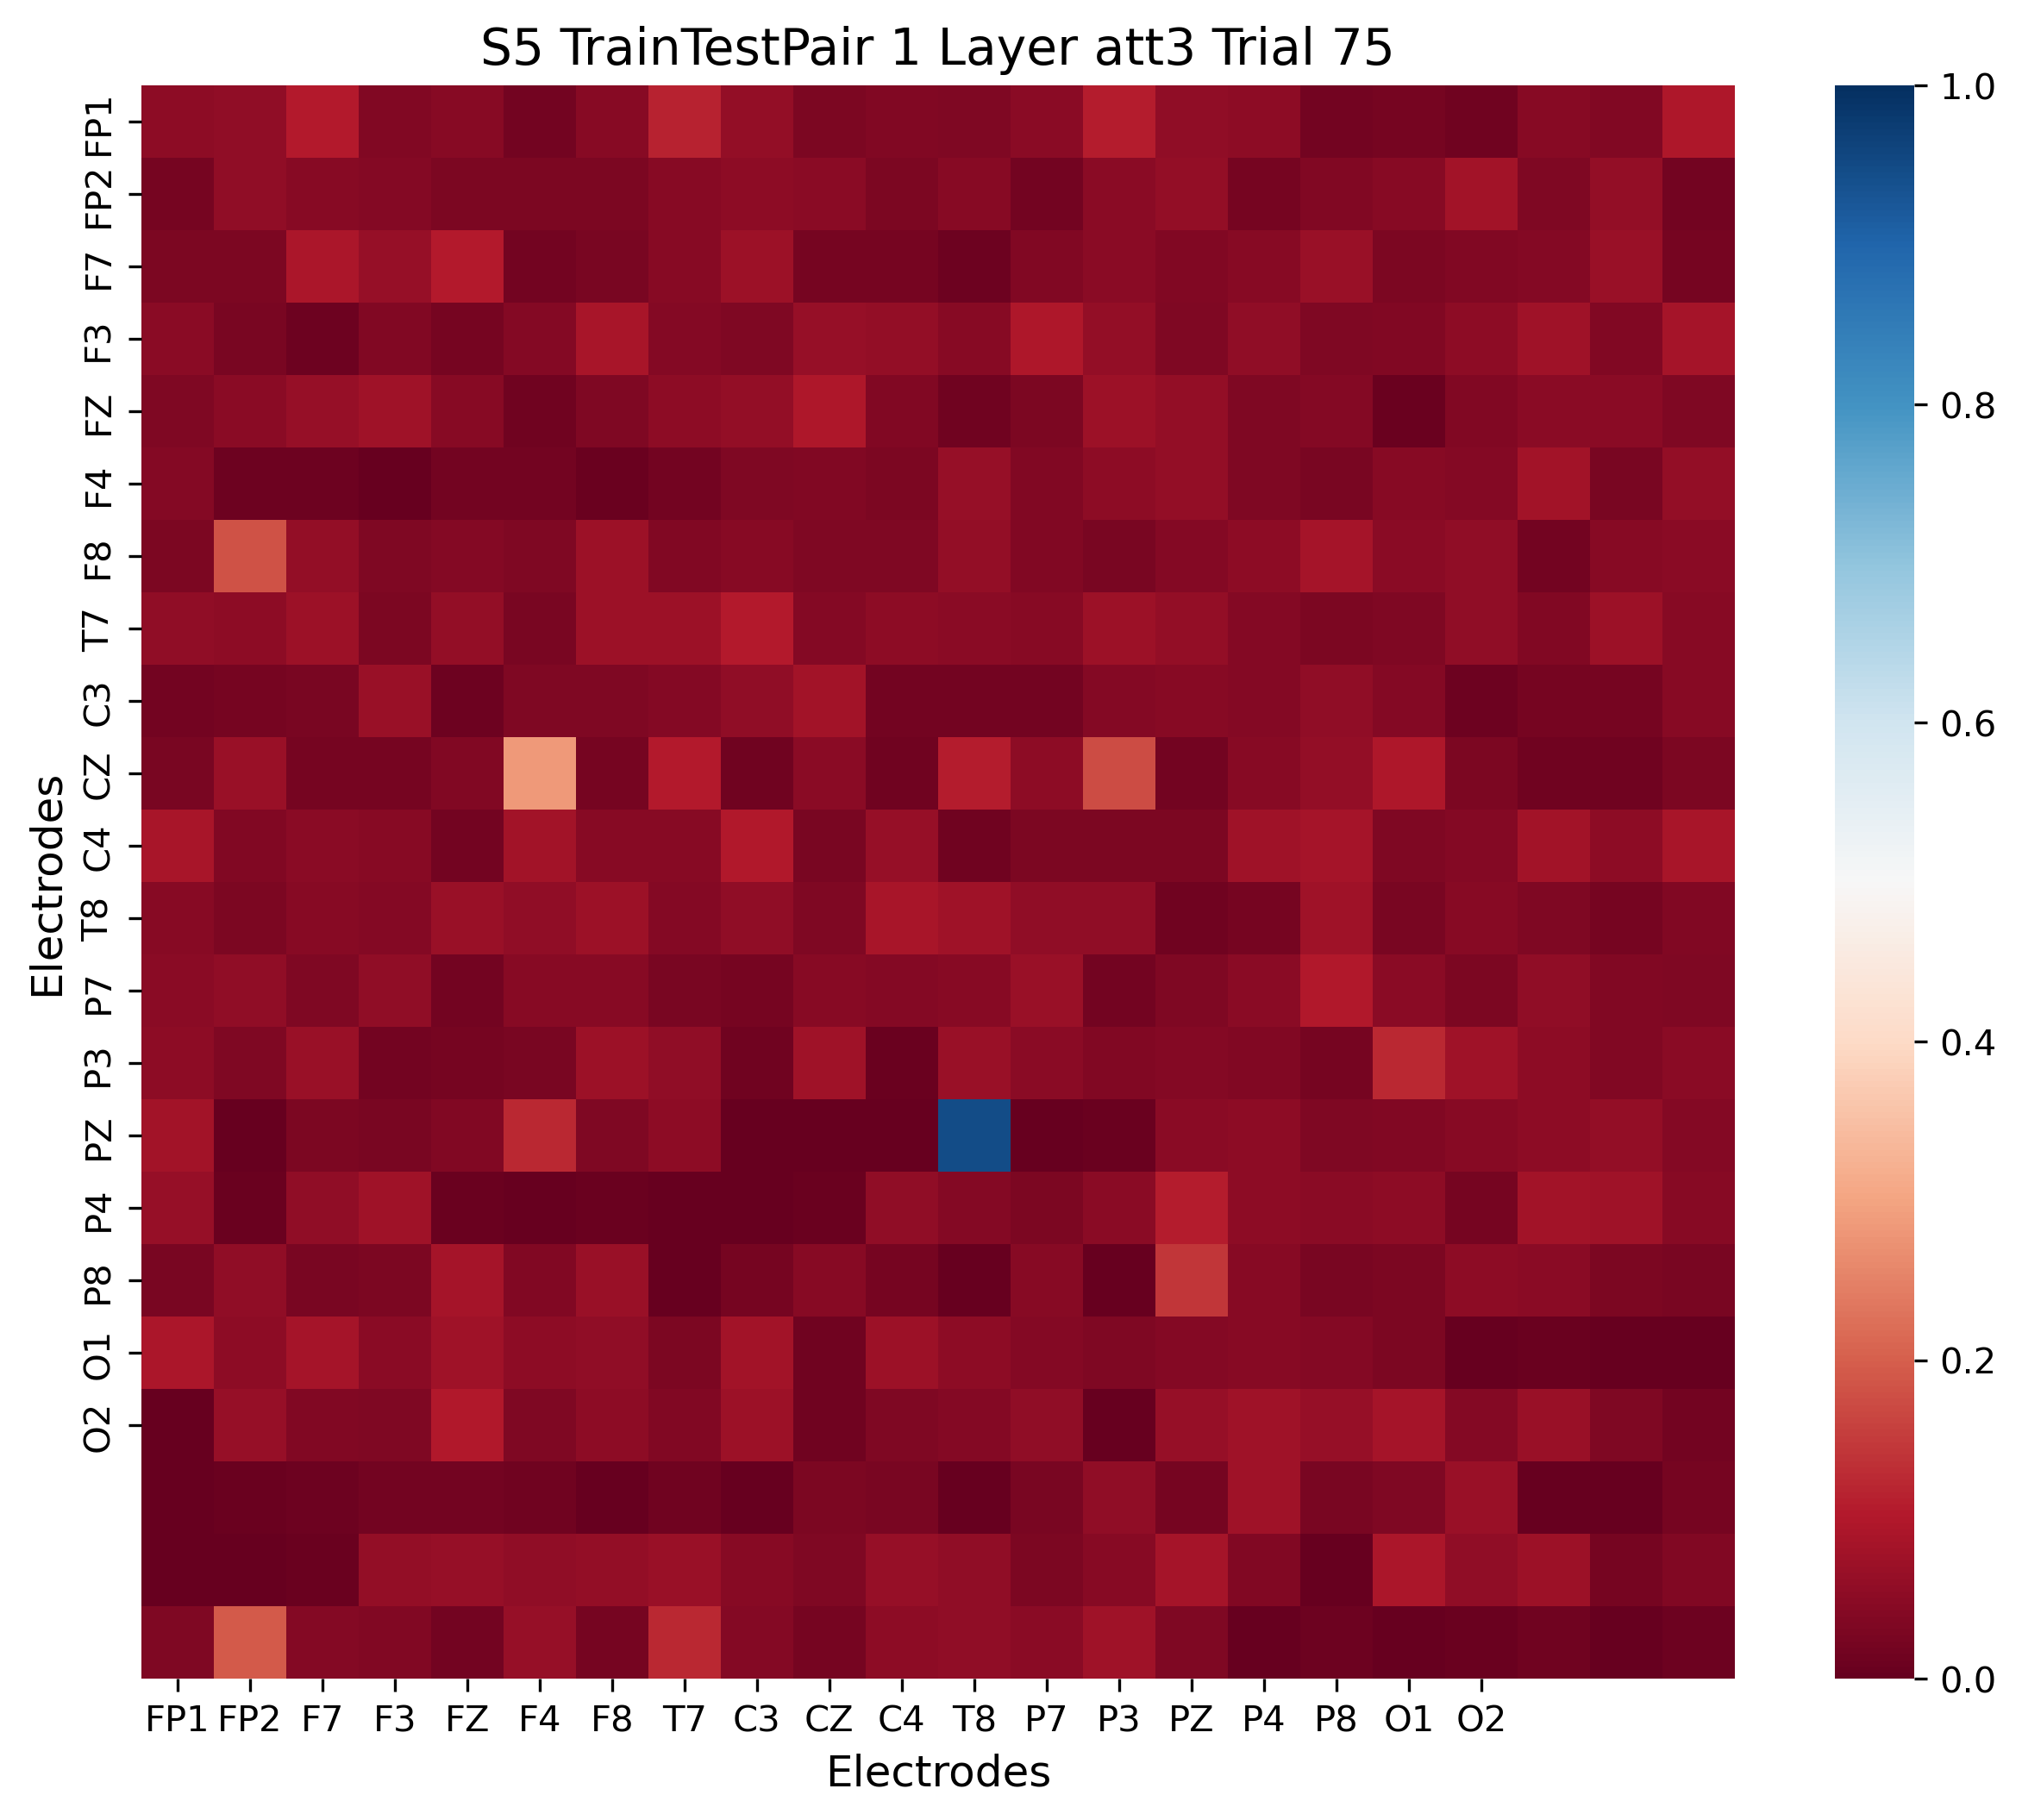 S5 TrainTestPair 1 Layer att3 Trial 75
Electrodes
FP1
FP2
F7
F3
FZ
F4
F8
T7
C3
CZ
C4
T8
P7
P3
PZ
P4
P8
O1
O2
FP1 FP2 F7 F3 FZ F4 F8 T7 C3 CZ C4 T8 P7 P3 PZ P4 P8 O1 O2
Electrodes
1.0
0.8
0.6
0.4
0.2
0.0